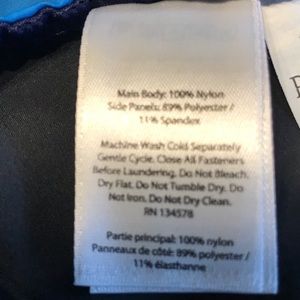 Main Body: 100% Nylon
Side Panels: 89% Polyester /
11% Spandex
Machine Wash Cold Separately
Gentle Cycle. Close All Fasteners
Before Laundering. Do Not Bleach.
Dry Flat. Do Not Tumble Dry. Do
Not Iron. Do Not Dry Clean.
RN 134578
Partie principal: 100% nylon
Panneaux de côté: 89% polyester /
11% élasthanne